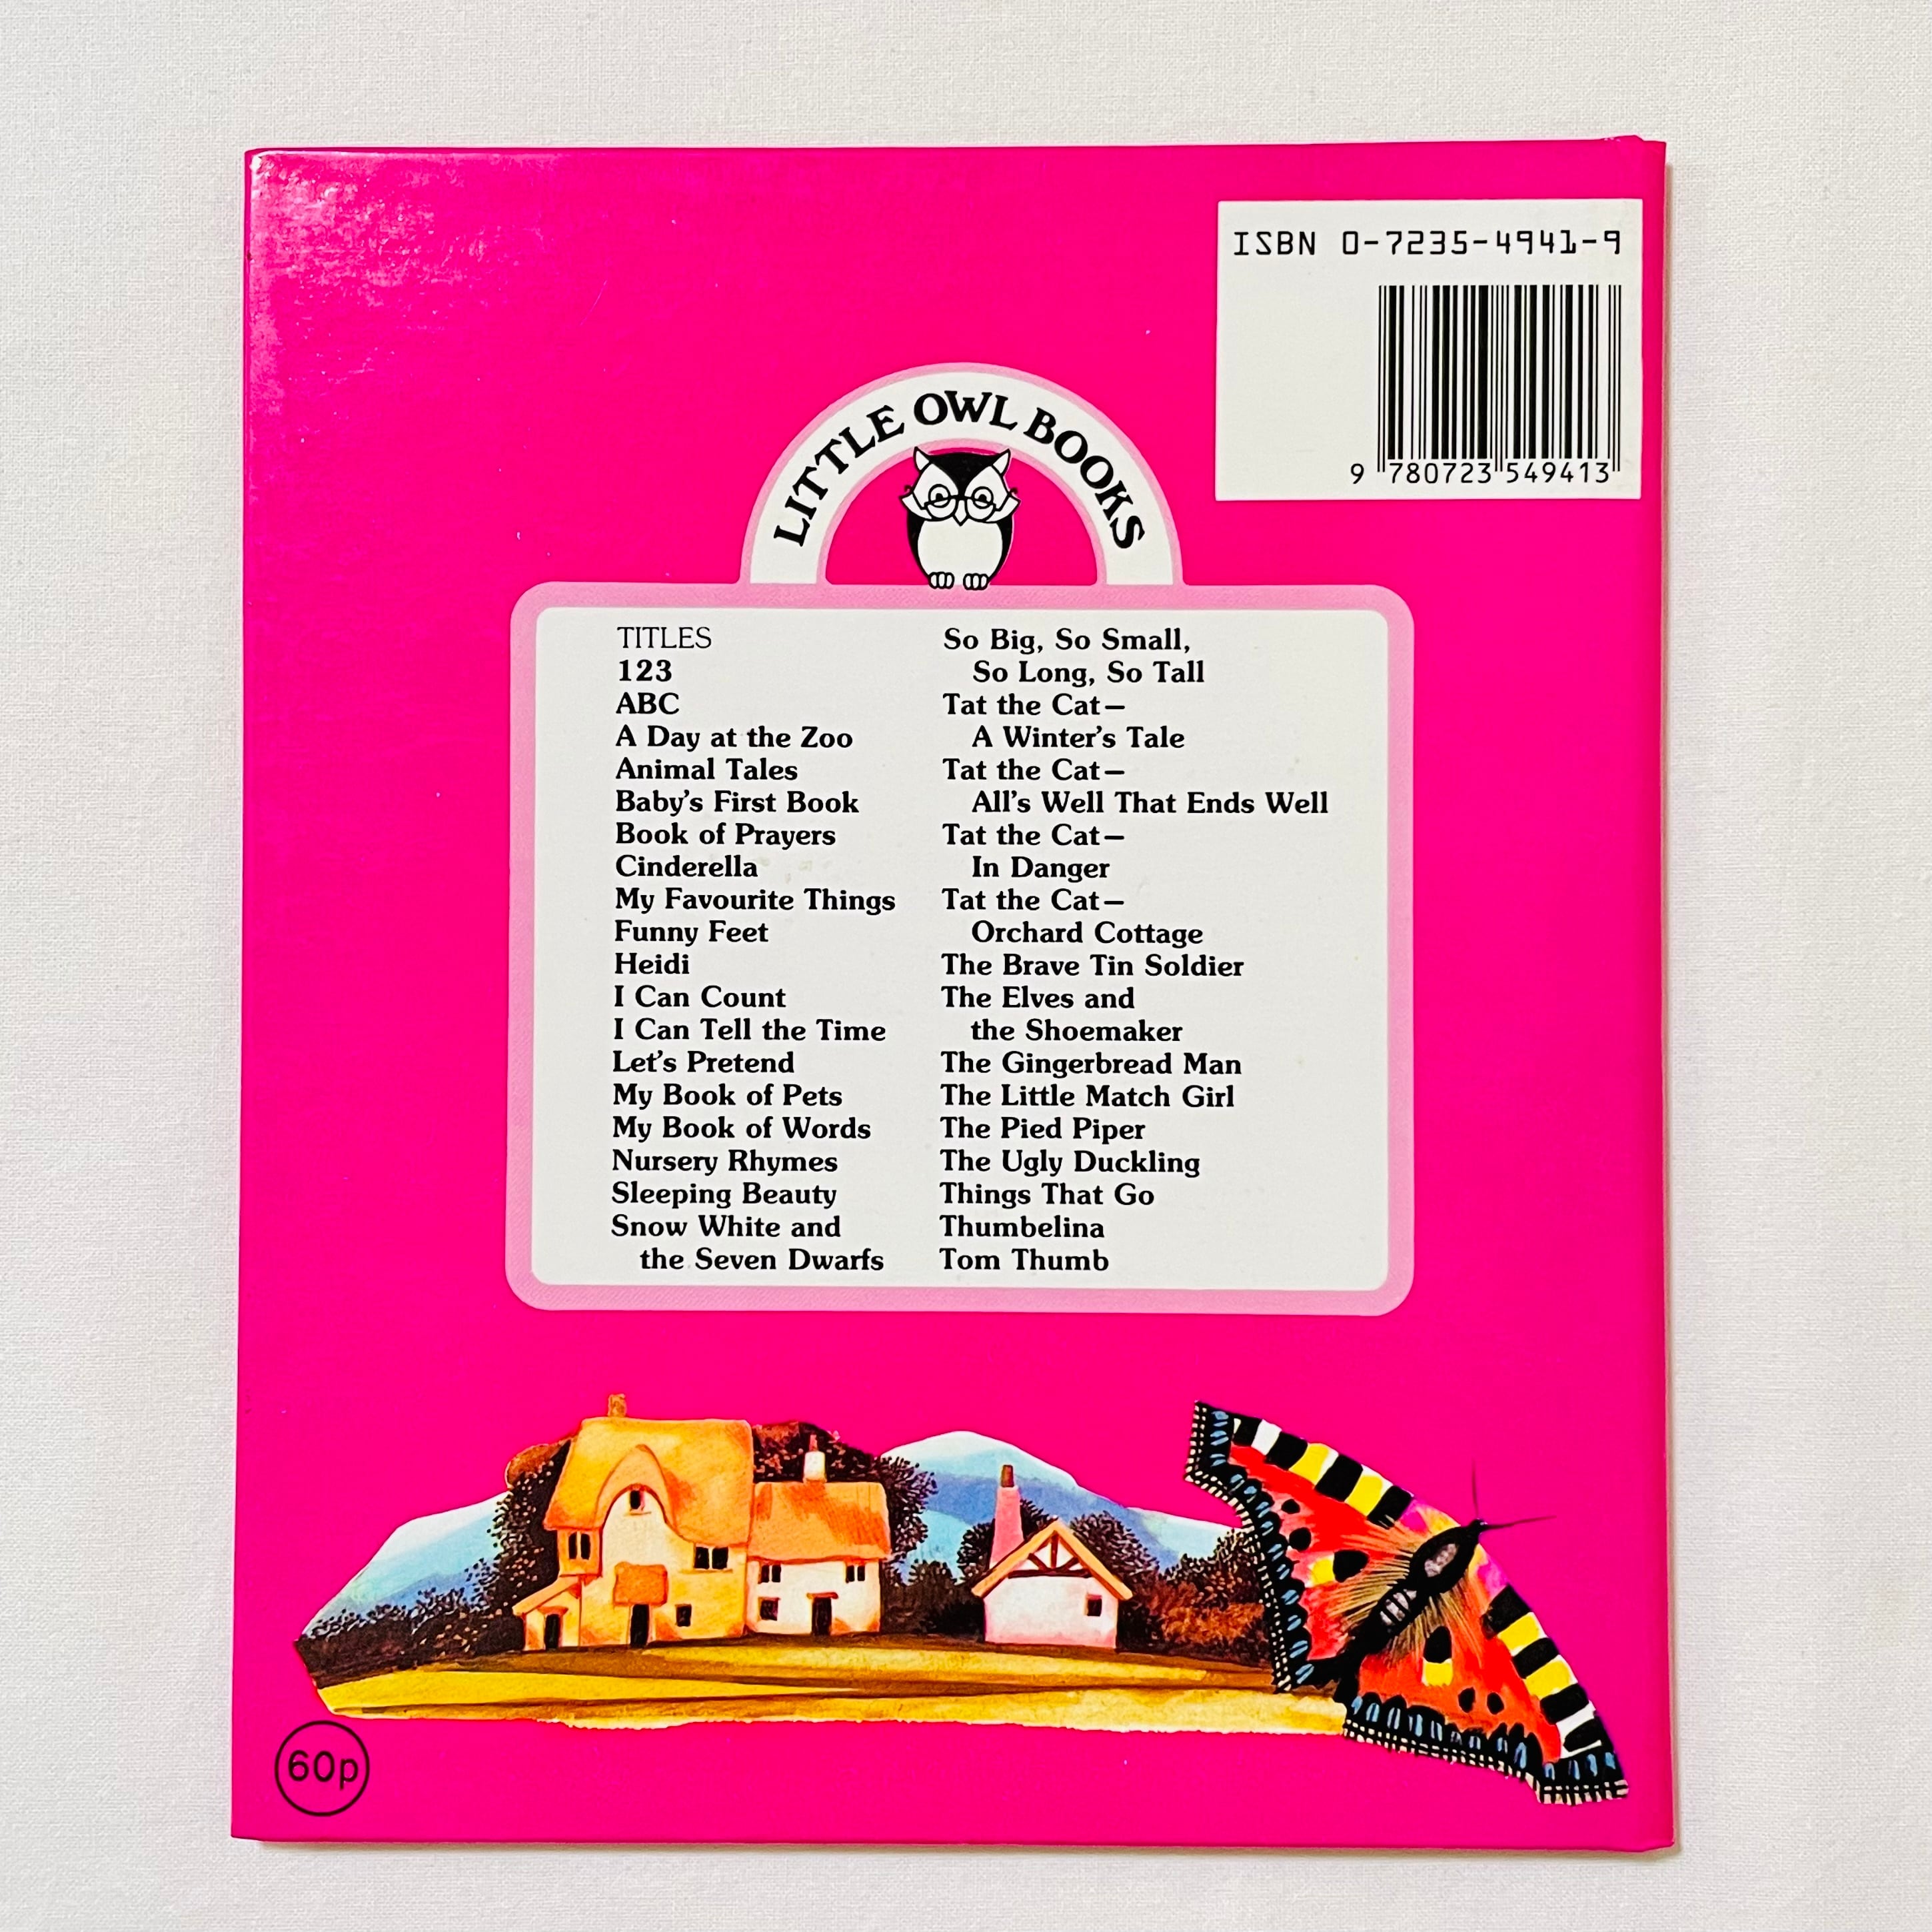 ISBN 0-7235-4941-9
9 780723 549413
LITTLE OWL BOOKS
TITLES
123
ABC
A Day at the Zoo
Animal Tales
Baby's First Book
Book of Prayers
Cinderella
My Favourite Things
Funny Feet
Heidi
I Can Count
I Can Tell the Time
Let's Pretend
My Book of Pets
My Book of Words
Nursery Rhymes
Sleeping Beauty
Snow White and
the Seven Dwarfs
So Big, So Small,
So Long, So Tall
Tat the Cat—
A Winter's Tale
Tat the Cat—
All's Well That Ends Well
Tat the Cat—
In Danger
Tat the Cat—
Orchard Cottage
The Brave Tin Soldier
The Elves and
the Shoemaker
The Gingerbread Man
The Little Match Girl
The Pied Piper
The Ugly Duckling
Things That Go
Thumbelina
Tom Thumb
60p